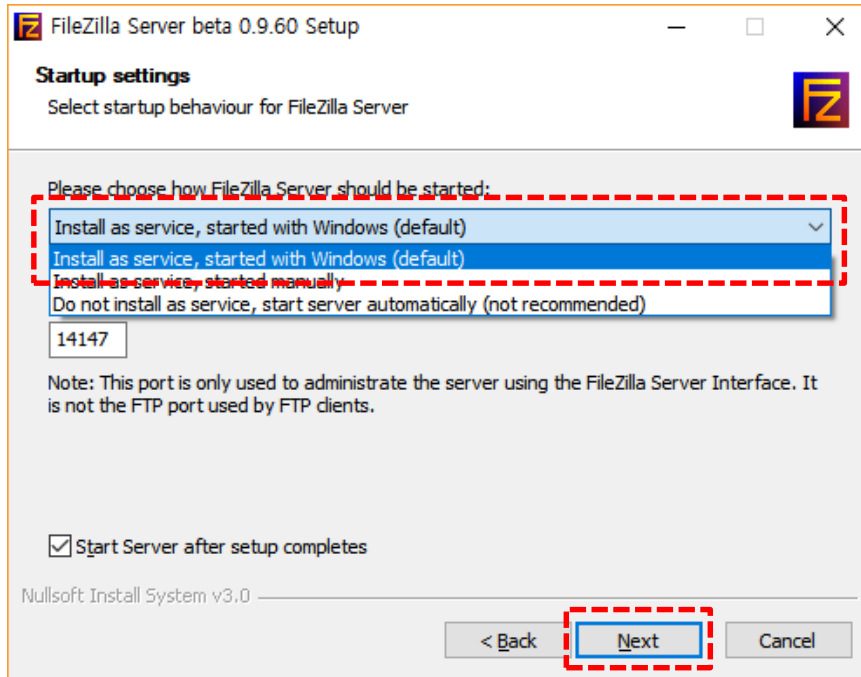 FileZilla Server beta 0.9.60 Setup
Startup settings
Select startup behaviour for FileZilla Server
Please choose how FileZilla Server should be started:
Install as service, started with Windows (default)
Install as service, started with Windows (default)
Install as service, started manually
Do not install as service, start server automatically (not recommended)
14147
Note: This port is only used to administrate the server using the FileZilla Server Interface. It
is not the FTP port used by FTP clients.
Start Server after setup completes
Nullsoft Install System v3.0
< Back Next Cancel